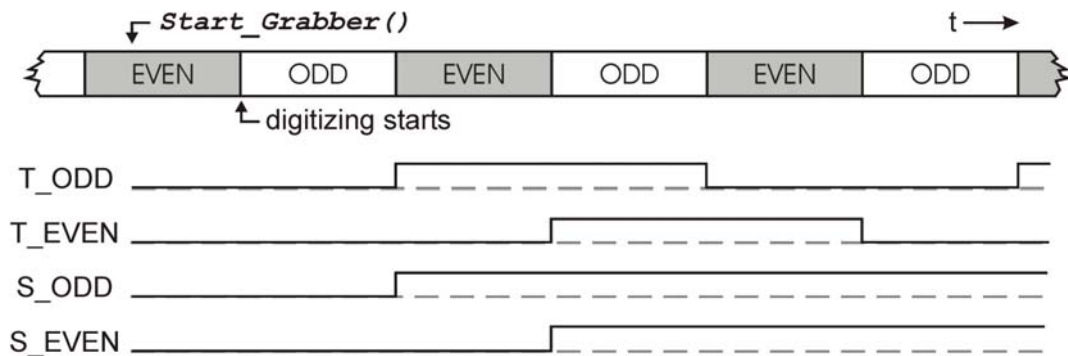 Start_Grabber()
t
EVEN ODD EVEN ODD EVEN ODD
digitizing starts
T_ODD
T_EVEN
S_ODD
S_EVEN